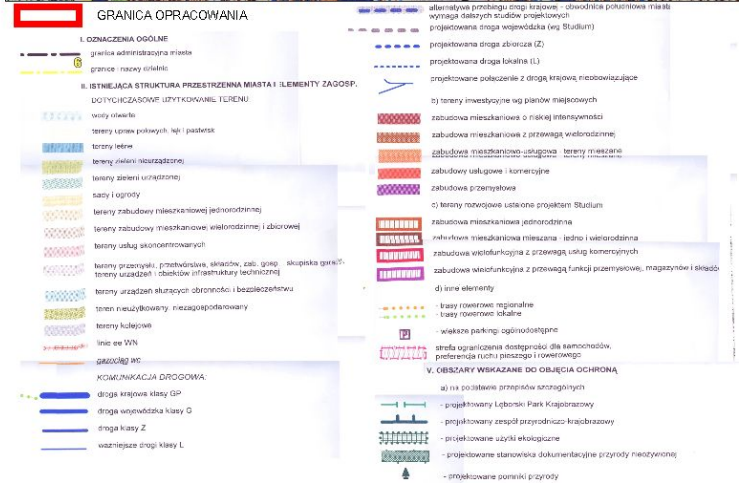 GRANICA OPRACOWANIA
I. OZNACZENIA OGÓLNE
granica administracyjna miasta
6
granice - nazwy dzielnic
II. ISTNIEJĄCA STRUKTURA PRZESTRZENNA MIASTA I ELEMENTY ZAGOSP.
DOTYCHCZASOWE UŻYTKOWANIE TERENU
wody otwarte
tereny upraw polowych, łąk i pastwisk
tereny leśne
tereny zieleni nieurządzonej
tereny zieleni urządzonej
sady i ogrody
tereny zabudowy mieszkaniowej jednorodzinnej
tereny zabudowy mieszkaniowej wielorodzinnej i zbiorowej
tereny usług skoncentrowanych
tereny przemysłu, przetwórstwa, składów, zab. gosp. skupiska garaż.
tereny urządzeń i obiektów infrastruktury technicznej
tereny urządzeń służących obronności i bezpieczeństwu
teren nieużytkowany, niezagospodarowany
tereny kolejowe
linie ee WN
gazociąg wc
KOMUNIKACJA DROGOWA:
droga krajowa klasy GP
droga wojewódzka klasy G
droga klasy Z
ważniejsze drogi klasy L
alternatywa przebiegu drogi krajowej - obwodnica południowa miasta
wymaga dalszych studiów projektowych
projektowana droga wojewódzka (wg Studium)
projektowana droga zbiorcza (Z)
projektowana droga lokalna (L)
projektowane połączenie z drogą krajową nieobowiązujące
b) tereny inwestycyjne wg planów miejscowych
zabudowa mieszkaniowa o niskiej intensywności
zabudowa mieszkaniowa z przewagą wielorodzinnej
zabudowa mieszkaniowo-usługowa tereny mieszane
zabudowy usługowe i komercyjne
zabudowa przemysłowa
c) tereny rozwojowe ustalone projektem Studium
zabudowa mieszkaniowa jednorodzinna
zabudowa mieszkaniowa mieszana - jedno i wielorodzinna
zabudowa wielofunkcyjna z przewagą usług komercyjnych
zabudowa wielofunkcyjna z przewagą funkcji przemysłowej, magazynów i składó
d) inne elementy
- trasy rowerowe regionalne
- trasy rowerowe lokalne
P
- większe parkingi ogólnodostępne
strefa ograniczenia dostępności dla samochodów,
preferencja ruchu pieszego i rowerowego
V. OBSZARY WSKAZANE DO OBJĘCIA OCHRONĄ
a) na podstawie przepisów szczególnych
- projektowany Lęborski Park Krajobrazowy
- projektowany zespół przyrodniczo-krajobrazowy
- projektowane użytki ekologiczne
- projektowane stanowiska dokumentacyjne przyrody nieożywionej
- projektowane pomniki przyrody